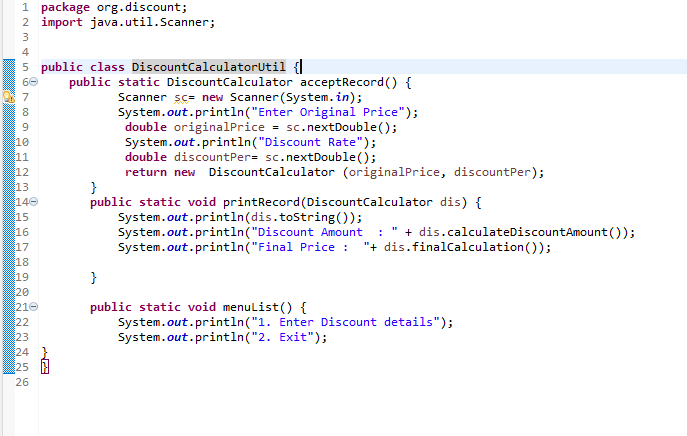 1 package org.discount;
2 import java.util.Scanner;
3
4
5 public class DiscountCalculatorUtil {
6 public static DiscountCalculator acceptRecord() {
7 Scanner sc= new Scanner(System.in);
8 System.out.println("Enter Original Price");
9 double originalPrice = sc.nextDouble();
10 System.out.println("Discount Rate");
11 double discountPer= sc.nextDouble();
12 return new  DiscountCalculator (originalPrice, discountPer);
13 }
14 public static void printRecord(DiscountCalculator dis) {
15 System.out.println(dis.toString());
16 System.out.println("Discount Amount  : " + dis.calculateDiscountAmount());
17 System.out.println("Final Price :  "+ dis.finalCalculation());
18
19 }
20
21 public static void menuList() {
22 System.out.println("1. Enter Discount details");
23 System.out.println("2. Exit");
24 }
25 }
26